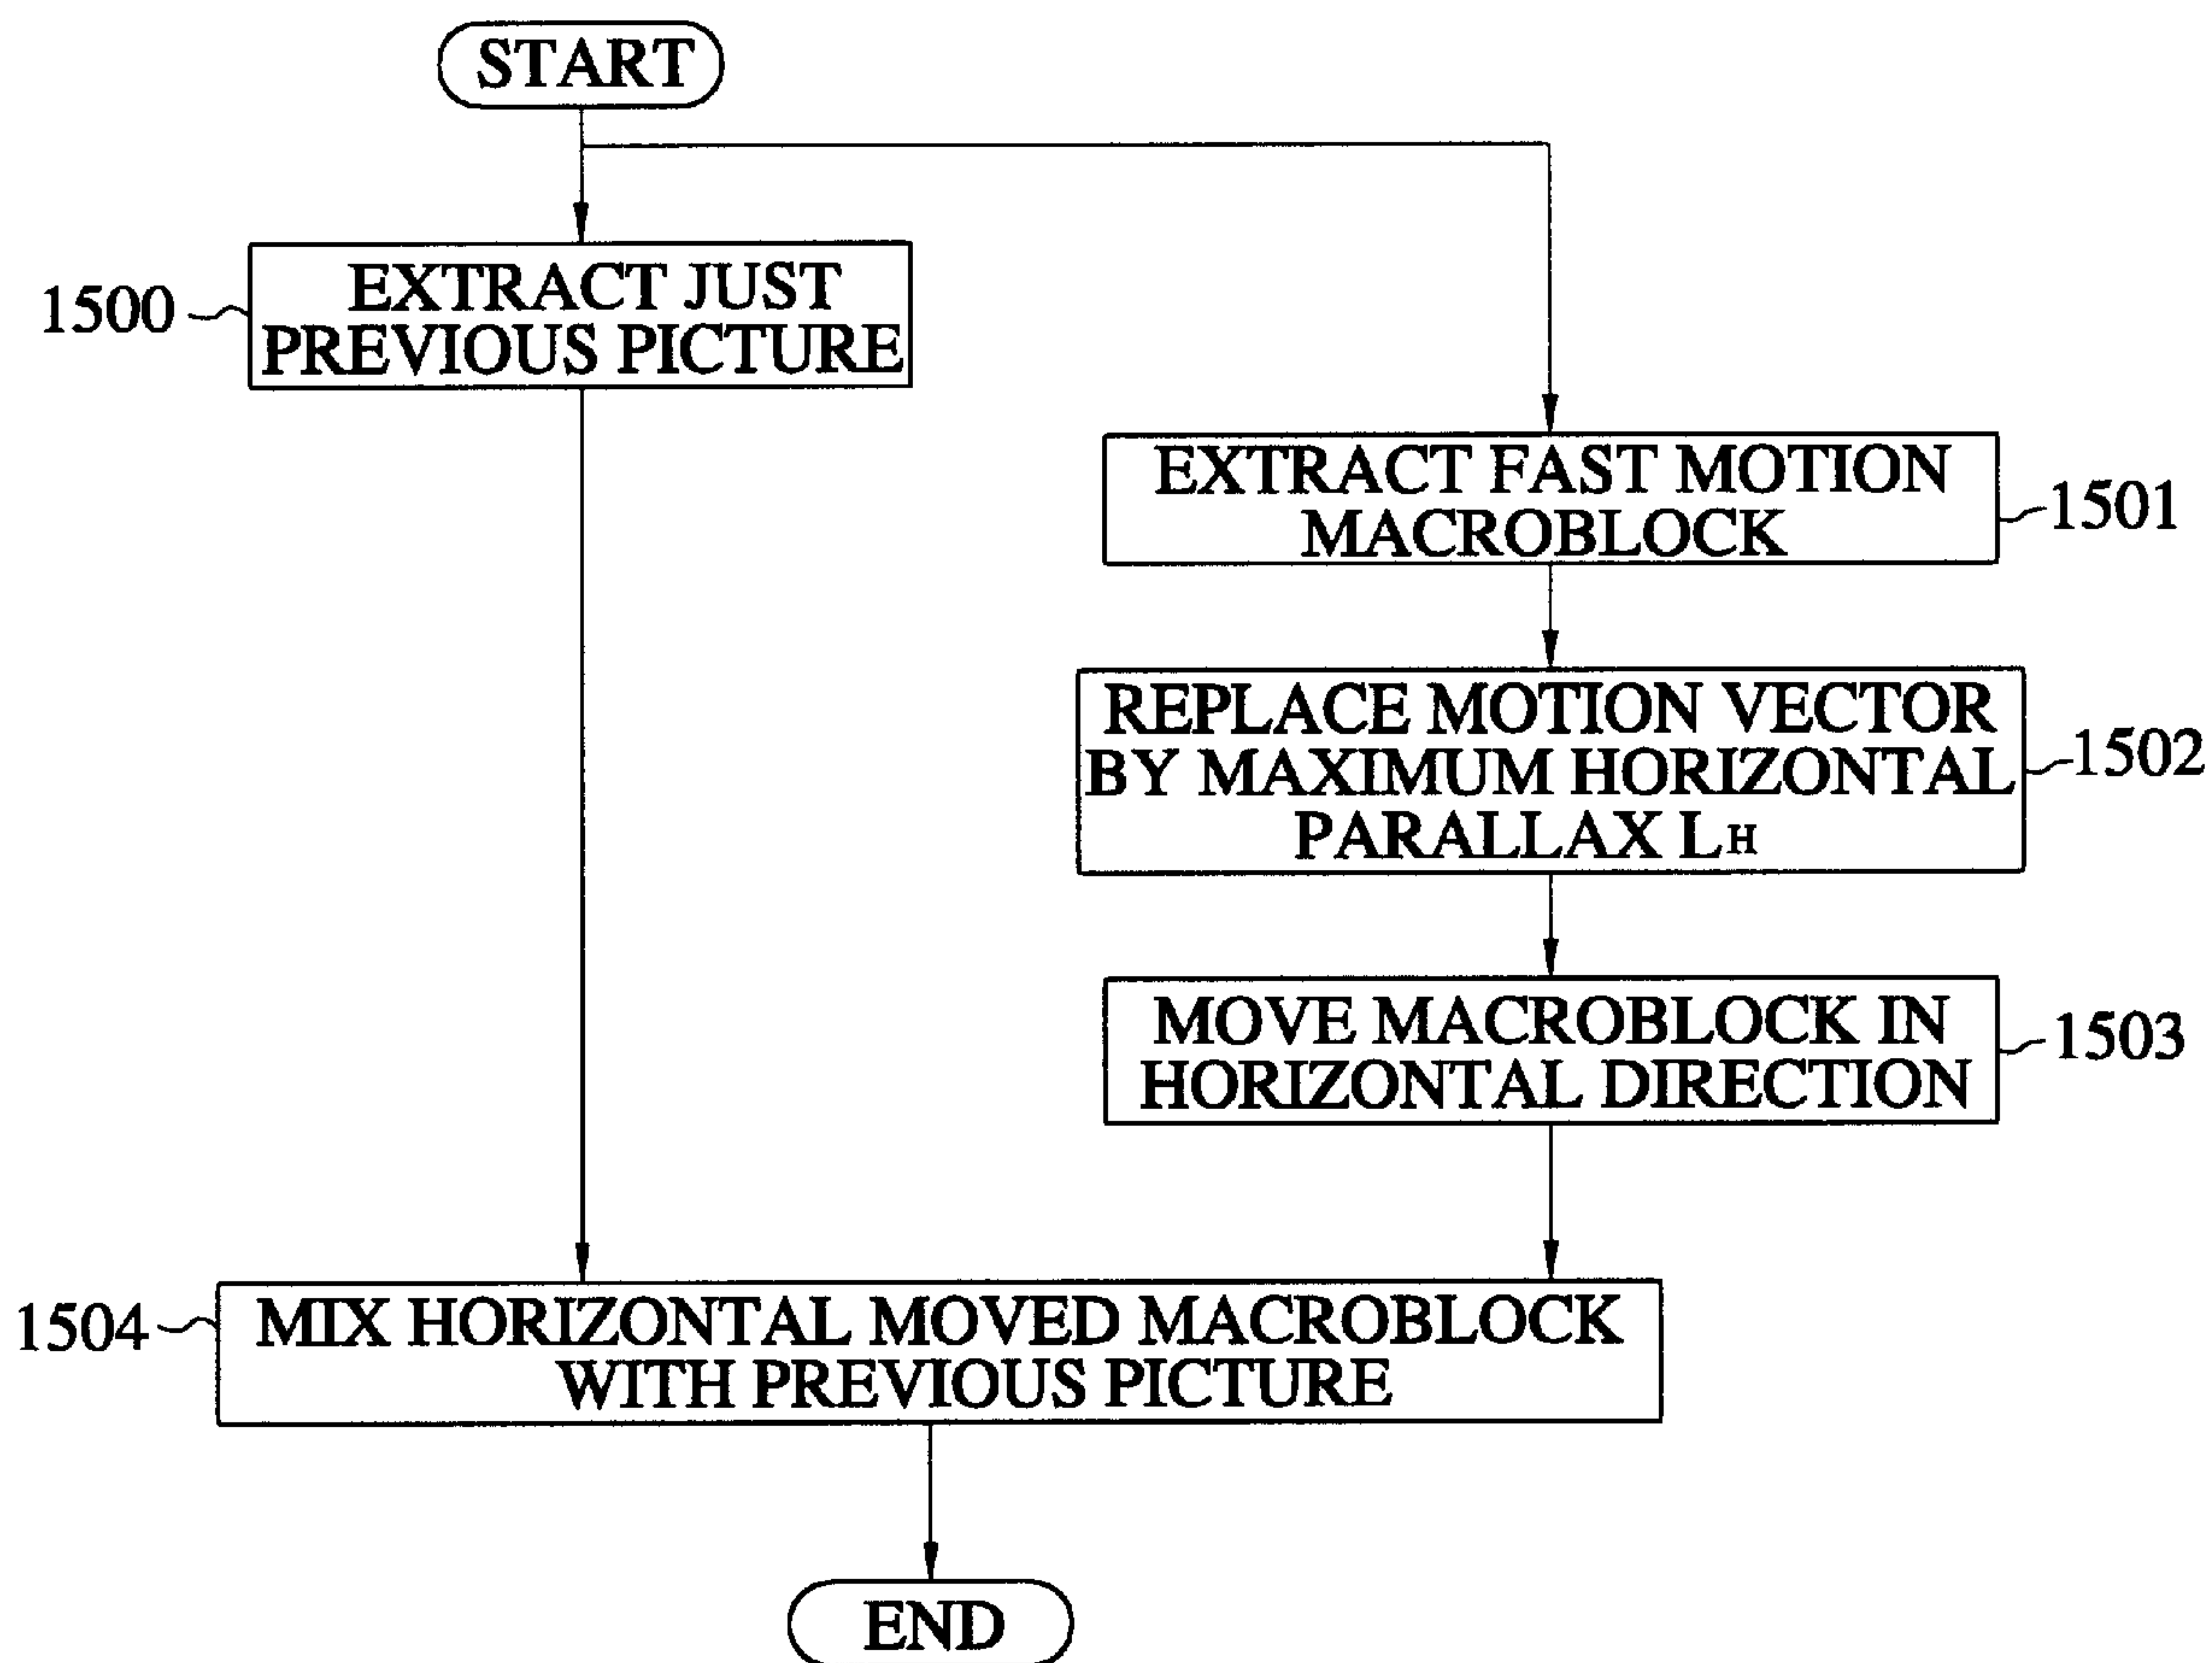 START
1500
EXTRACT JUST
PREVIOUS PICTURE
EXTRACT FAST MOTION
MACROBLOCK
1501
REPLACE MOTION VECTOR
BY MAXIMUM HORIZONTAL
PARALLAX LH
1502
MOVE MACROBLOCK IN
HORIZONTAL DIRECTION
1503
1504
MIX HORIZONTAL MOVED MACROBLOCK
WITH PREVIOUS PICTURE
END